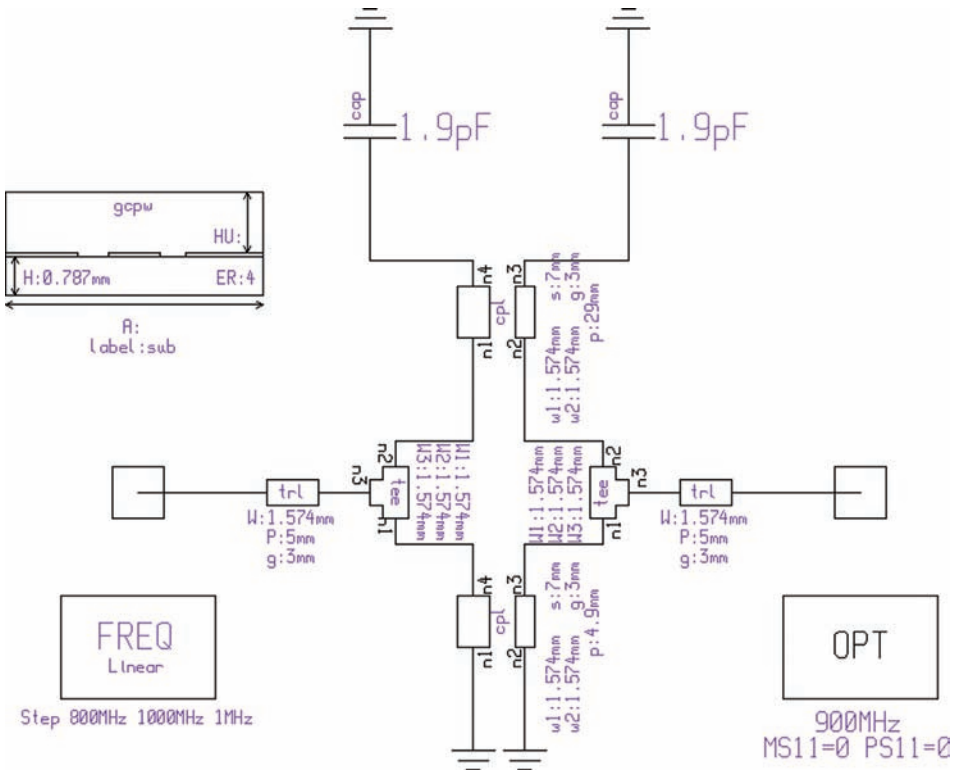 cap
1.9pF
cap
1.9pF
gcpw
HU:
H:0.787mm
ER:4
A:
label:sub
n4
n3
cpl
n1
n2
s:7mm
g:3mm
p:29mm
w1:1.574mm
w2:1.574mm
n2
n3
tee
n1
W1:1.574mm
W2:1.574mm
W3:1.574mm
W1:1.574mm
W2:1.574mm
W3:1.574mm
n2
n3
tee
n1
trl
W:1.574mm
P:5mm
g:3mm
trl
W:1.574mm
P:5mm
g:3mm
n4
n3
cpl
n1
n2
s:7mm
g:3mm
p:4.9mm
w1:1.574mm
w2:1.574mm
FREQ
Linear
Step 800MHz 1000MHz 1MHz
OPT
900MHz
MS11=0 PS11=0